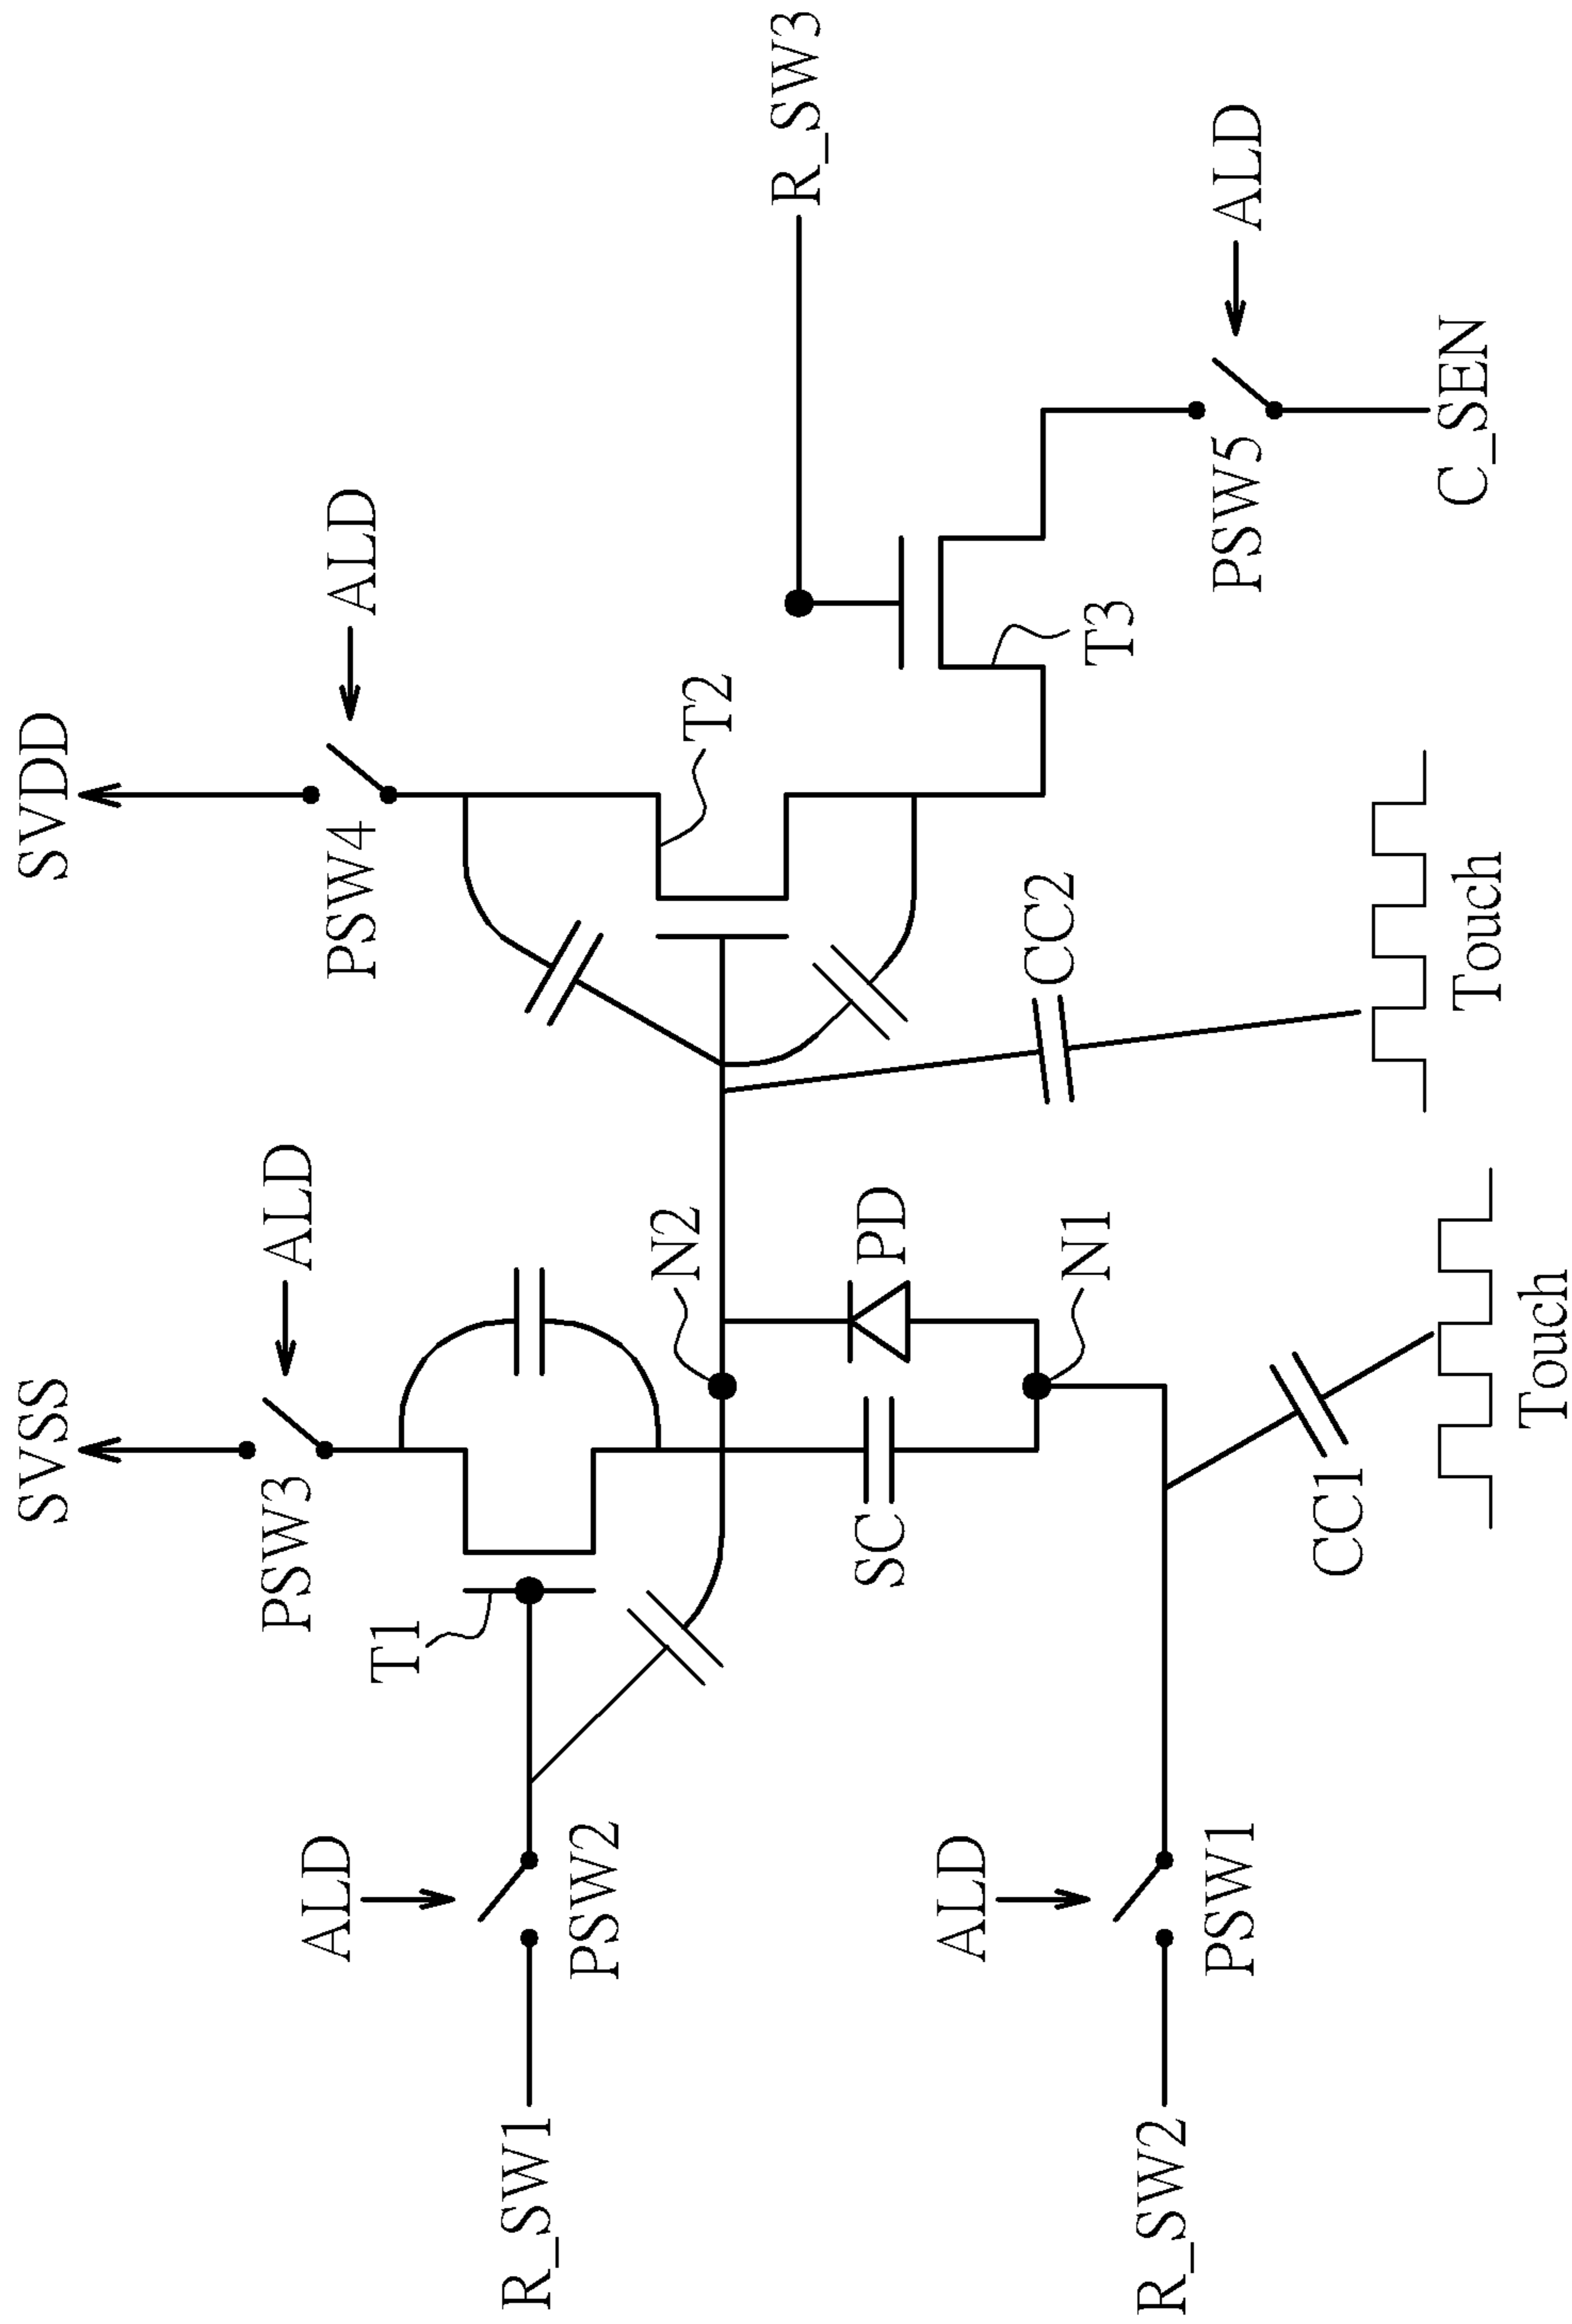 SVSS
SVDD
PSW3
ALD
PSW4
ALD
ALD
T1
T2
R_SW3
R_SW1
PSW2
N2
ALD
SC
PD
CC2
T3
R_SW2
PSW1
N1
PSW5
ALD
CC1
Touch
Touch
C_SEN